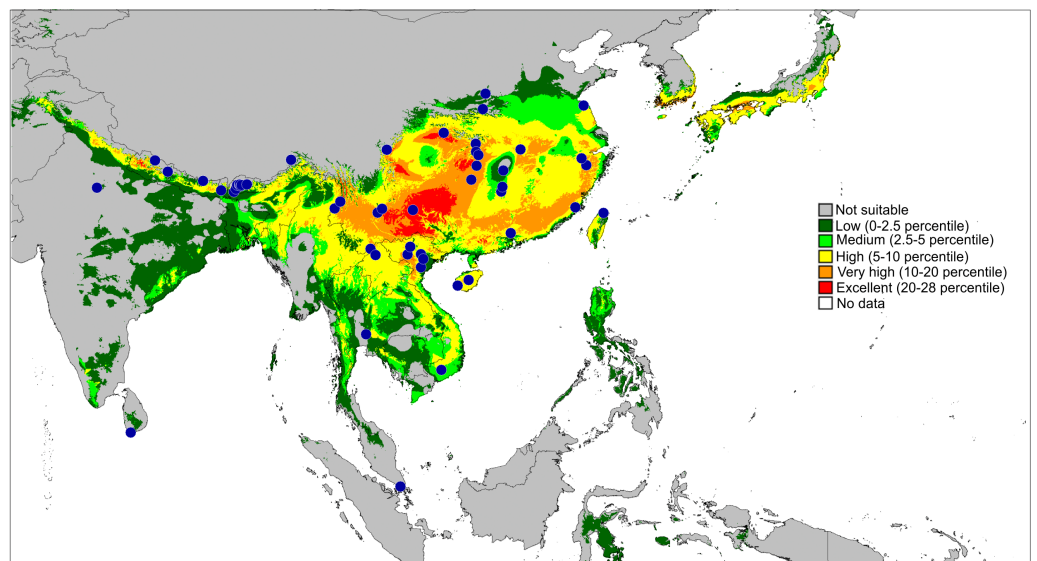 Not suitable
Low (0-2.5 percentile)
Medium (2.5-5 percentile)
High (5-10 percentile)
Very high (10-20 percentile)
Excellent (20-28 percentile)
No data